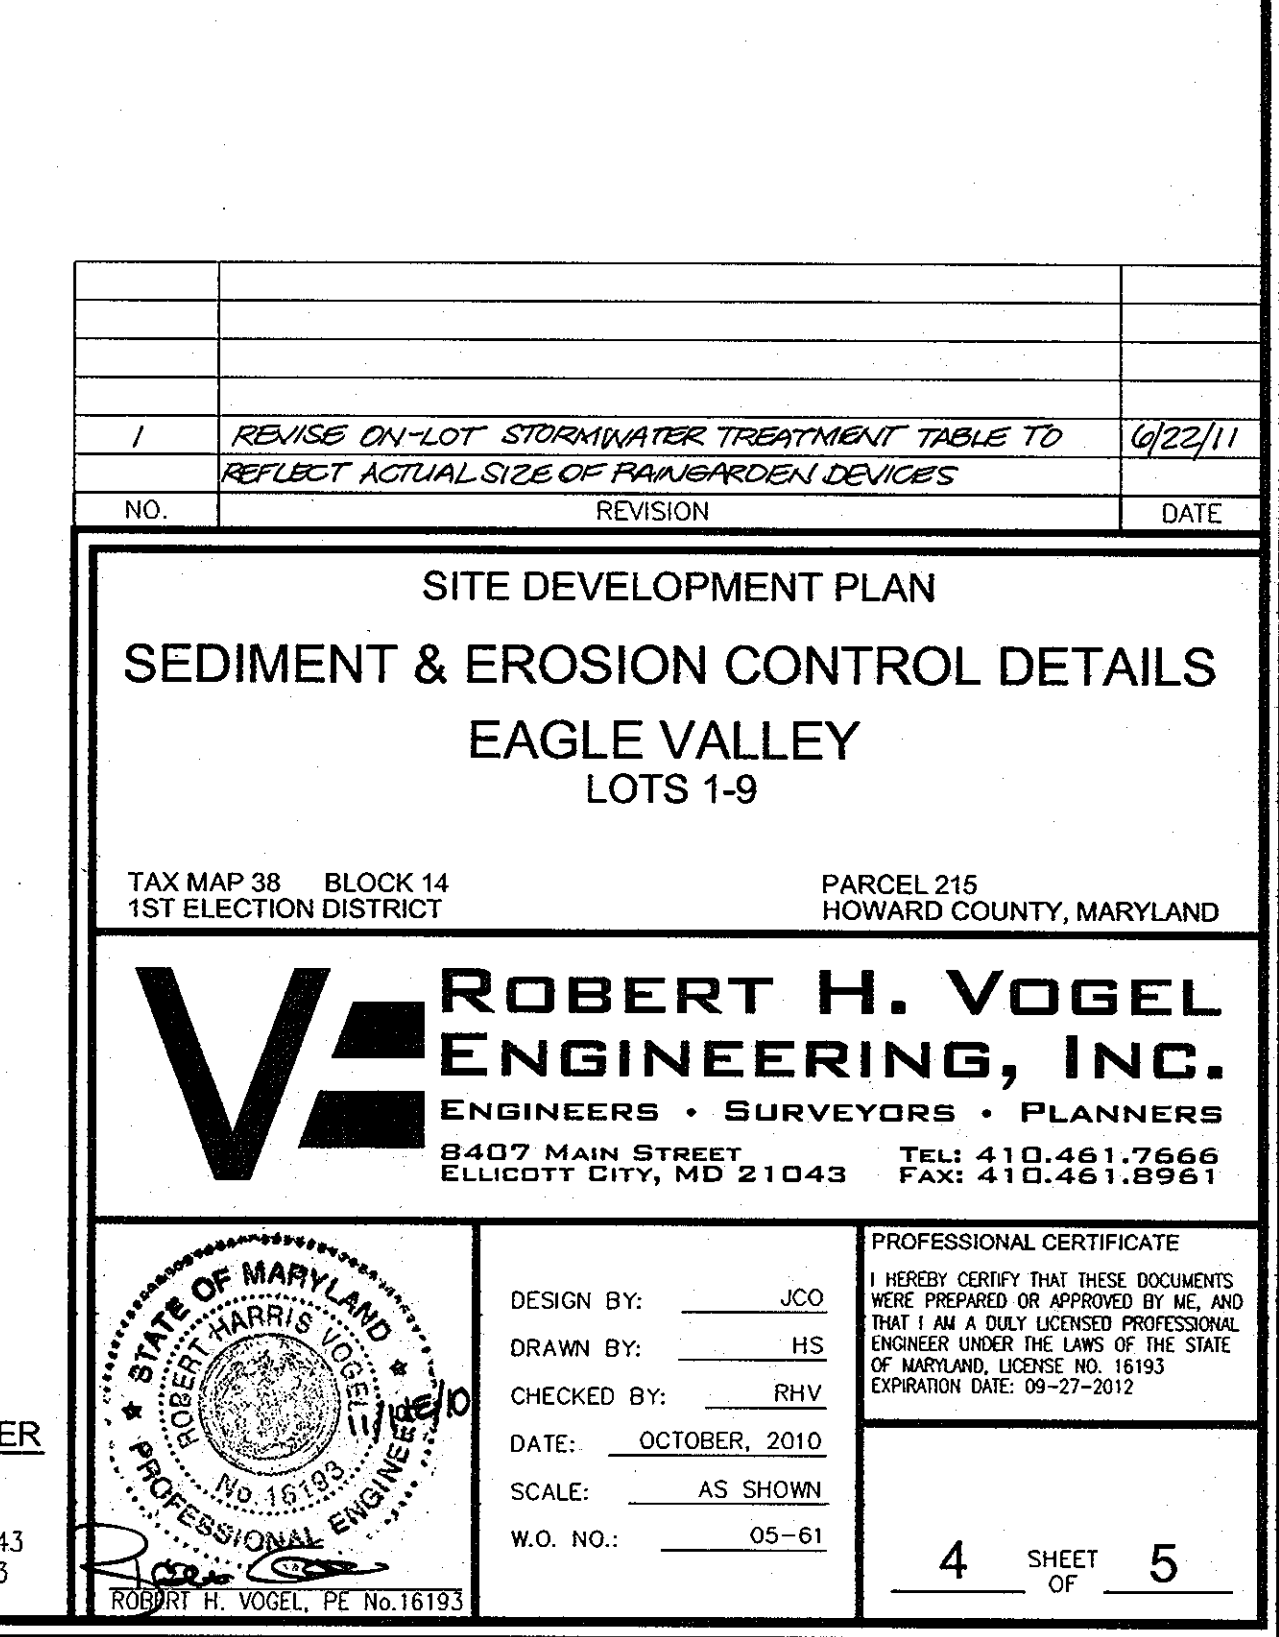 1 REVISE ON-LOT STORMWATER TREATMENT TABLE TO 6/22/11
REFLECT ACTUAL SIZE OF RAINGARDEN DEVICES
NO. REVISION DATE
SITE DEVELOPMENT PLAN
SEDIMENT & EROSION CONTROL DETAILS
EAGLE VALLEY
LOTS 1-9
TAX MAP 38 BLOCK 14 PARCEL 215
1ST ELECTION DISTRICT HOWARD COUNTY, MARYLAND
ROBERT H. VOGEL
ENGINEERING, INC.
ENGINEERS • SURVEYORS • PLANNERS
8407 MAIN STREET TEL: 410.461.7666
ELLICOTT CITY, MD 21043 FAX: 410.461.8961
STATE OF MARYLAND
ROBERT HARRIS VOGEL
No. 16193
PROFESSIONAL ENGINEER
ROBERT H. VOGEL, PE No.16193
DESIGN BY: JCO
DRAWN BY: HS
CHECKED BY: RHV
DATE: OCTOBER, 2010
SCALE: AS SHOWN
W.O. NO.: 05-61
PROFESSIONAL CERTIFICATE
I HEREBY CERTIFY THAT THESE DOCUMENTS
WERE PREPARED OR APPROVED BY ME, AND
THAT I AM A DULY LICENSED PROFESSIONAL
ENGINEER UNDER THE LAWS OF THE STATE
OF MARYLAND, LICENSE NO. 16193
EXPIRATION DATE: 09-27-2012
4 SHEET OF 5
ER
43
3